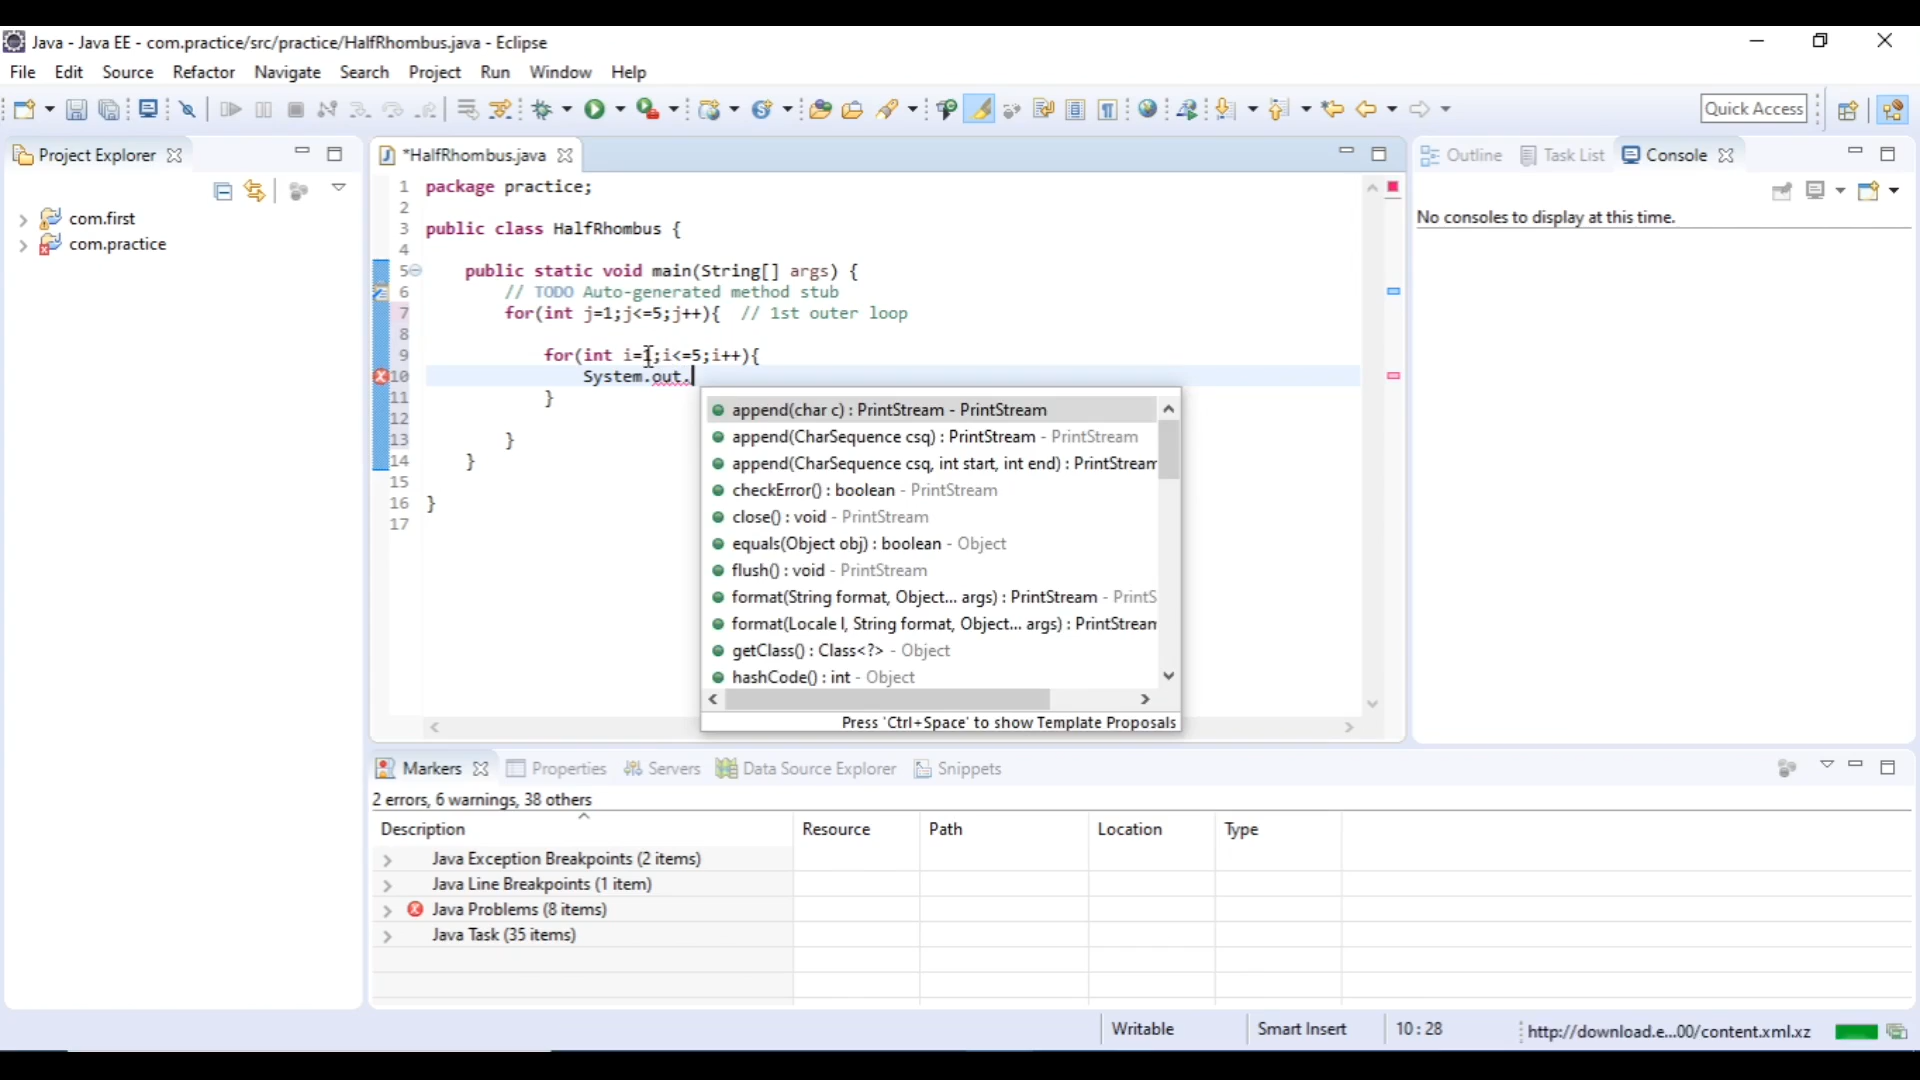 Java - Java EE - com.practice/src/practice/HalfRhombus.java - Eclipse
File Edit Source Refactor Navigate Search Project Run Window Help
Quick Access
Project Explorer
com.first
com.practice
*HalfRhombus.java
1 package practice;
2
3 public class HalfRhombus {
4
5 public static void main(String[] args) {
6 // TODO Auto-generated method stub
7 for(int j=1;j<=5;j++){ // 1st outer loop
8
9 for(int i=1;i<=5;i++){
10 System.out.
11 }
12
13 }
14 }
15
16 }
17
append(char c) : PrintStream - PrintStream
append(CharSequence csq) : PrintStream - PrintStream
append(CharSequence csq, int start, int end) : PrintStream
checkError() : boolean - PrintStream
close() : void - PrintStream
equals(Object obj) : boolean - Object
flush() : void - PrintStream
format(String format, Object... args) : PrintStream - PrintS
format(Locale l, String format, Object... args) : PrintStream
getClass() : Class<?> - Object
hashCode() : int - Object
Press 'Ctrl+Space' to show Template Proposals
Outline Task List Console
No consoles to display at this time.
Markers Properties Servers Data Source Explorer Snippets
2 errors, 6 warnings, 38 others
Description Resource Path Location Type
Java Exception Breakpoints (2 items)
Java Line Breakpoints (1 item)
Java Problems (8 items)
Java Task (35 items)
Writable Smart Insert 10 : 28 http://download.e...00/content.xml.xz